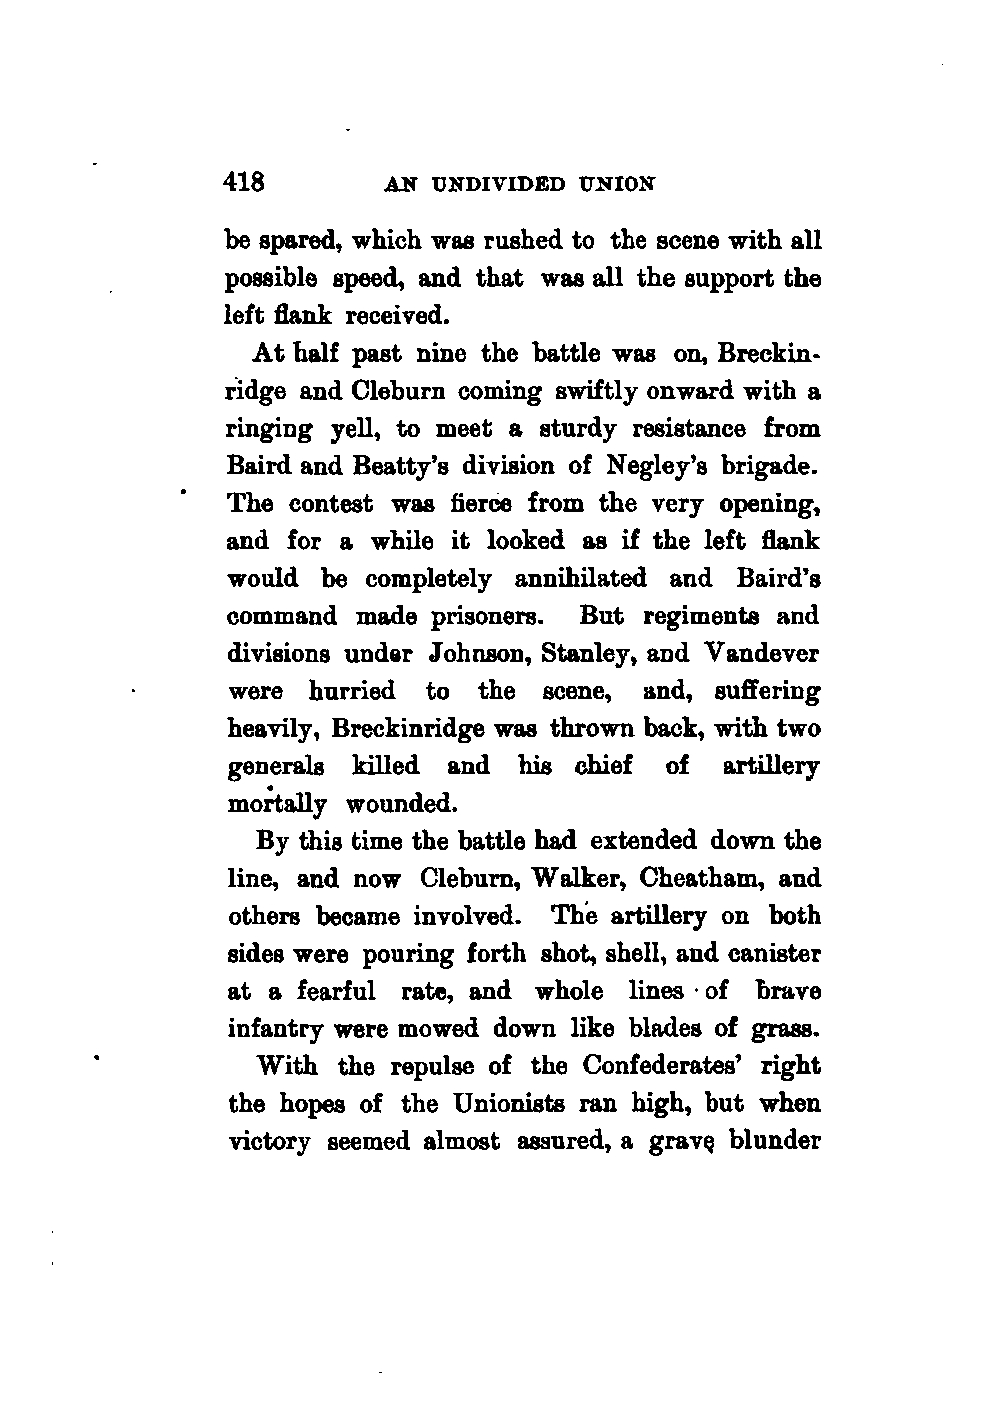 418 AN UNDIVIDED UNION
be spared, which was rushed to the scene with all
possible speed, and that was all the support the
left flank received.
At half past nine the battle was on, Breckin-
ridge and Cleburn coming swiftly onward with a
ringing yell, to meet a sturdy resistance from
Baird and Beatty's division of Negley's brigade.
The contest was fierce from the very opening,
and for a while it looked as if the left flank
would be completely annihilated and Baird's
command made prisoners. But regiments and
divisions under Johnson, Stanley, and Vandever
were hurried to the scene, and, suffering
heavily, Breckinridge was thrown back, with two
generals killed and his chief of artillery
mortally wounded.
By this time the battle had extended down the
line, and now Cleburn, Walker, Cheatham, and
others became involved. The artillery on both
sides were pouring forth shot, shell, and canister
at a fearful rate, and whole lines of brave
infantry were mowed down like blades of grass.
With the repulse of the Confederates' right
the hopes of the Unionists ran high, but when
victory seemed almost assured, a grave blunder